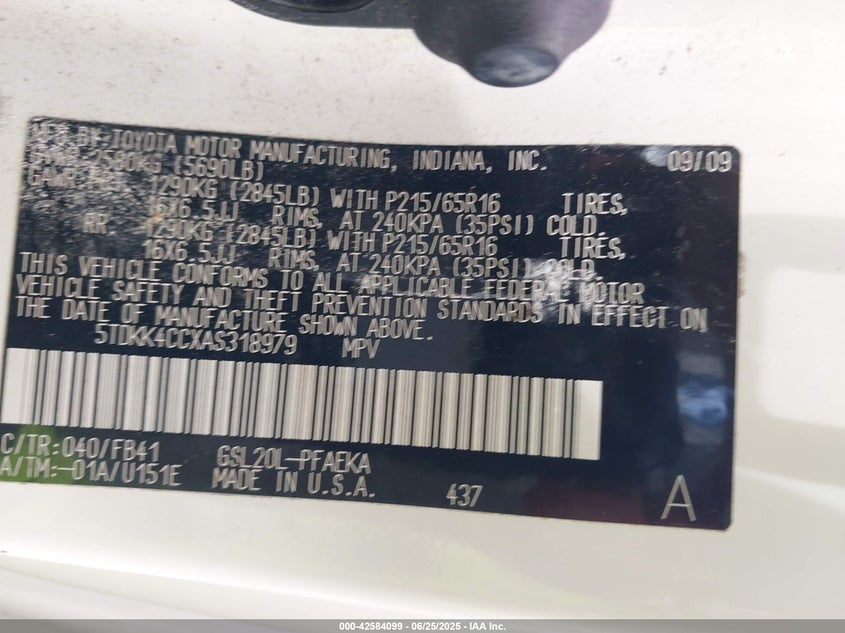 MFD BY: TOYOTA MOTOR MANUFACTURING, INDIANA, INC. 09/09
2580KG (5690LB)
1290KG (2845LB) WITH P215/65R16 TIRES,
16X6.5JJ RIMS, AT 240KPA (35PSI) COLD.
RR 1290KG (2845LB) WITH P215/65R16 TIRES,
16X6.5JJ RIMS, AT 240KPA (35PSI) COLD.
THIS VEHICLE CONFORMS TO ALL APPLICABLE FEDERAL MOTOR
VEHICLE SAFETY AND THEFT PREVENTION STANDARDS IN EFFECT ON
THE DATE OF MANUFACTURE SHOWN ABOVE.
5TDKK4CCXAS318979 MPV
C/TR:040/FB41 GSL20L-PFAEKA
A/TM:-01A/U151E MADE IN U.S.A. 437 A
000-42584099 - 06/25/2025 - IAA Inc.